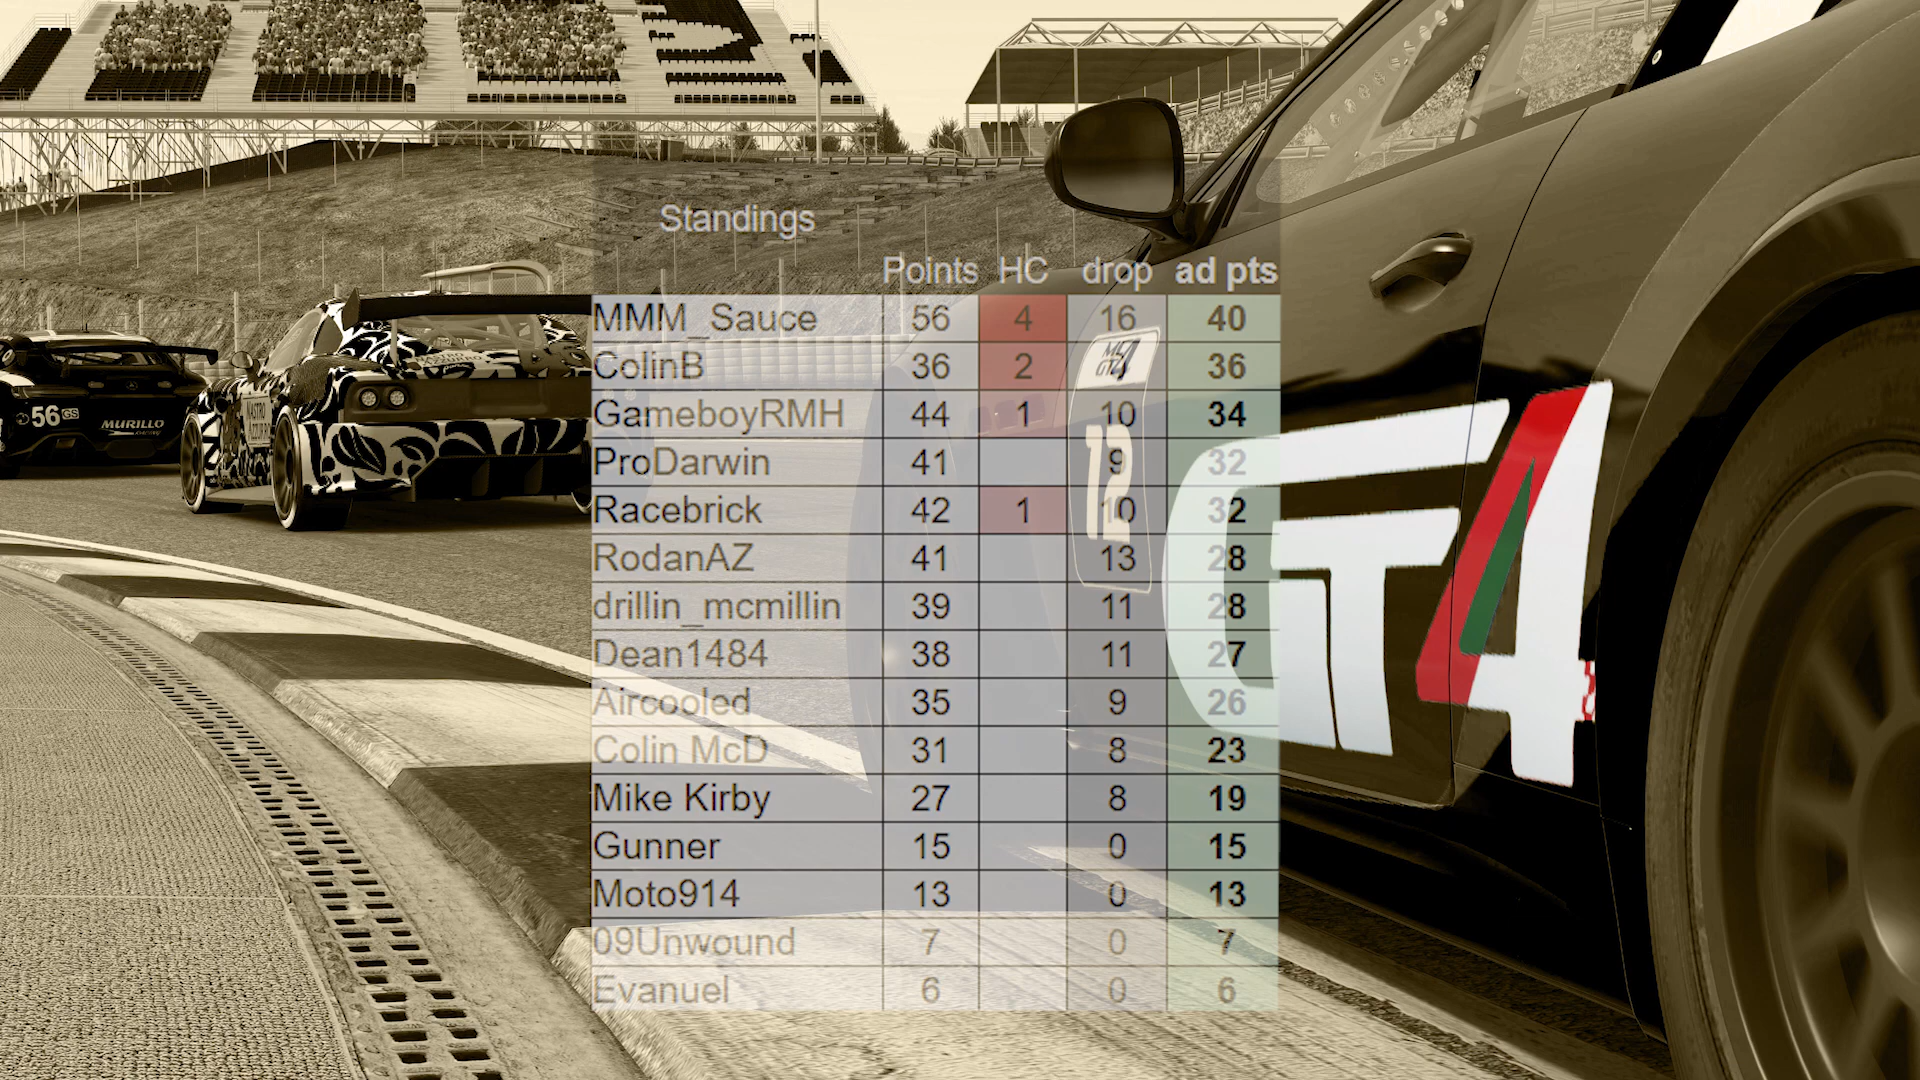 Standings
Points HC drop ad pts
MMM_Sauce 56 4 16 40
ColinB 36 2 36
GameboyRMH 44 1 10 34
ProDarwin 41 9 32
Racebrick 42 1 10 32
RodanAZ 41 13 28
drillin_mcmillin 39 11 28
Dean1484 38 11 27
Aircooled 35 9 26
Colin McD 31 8 23
Mike Kirby 27 8 19
Gunner 15 0 15
Moto914 13 0 13
09Unwound 7 0 7
Evanuel 6 0 6
56 GS
MURILLO
12
GT4